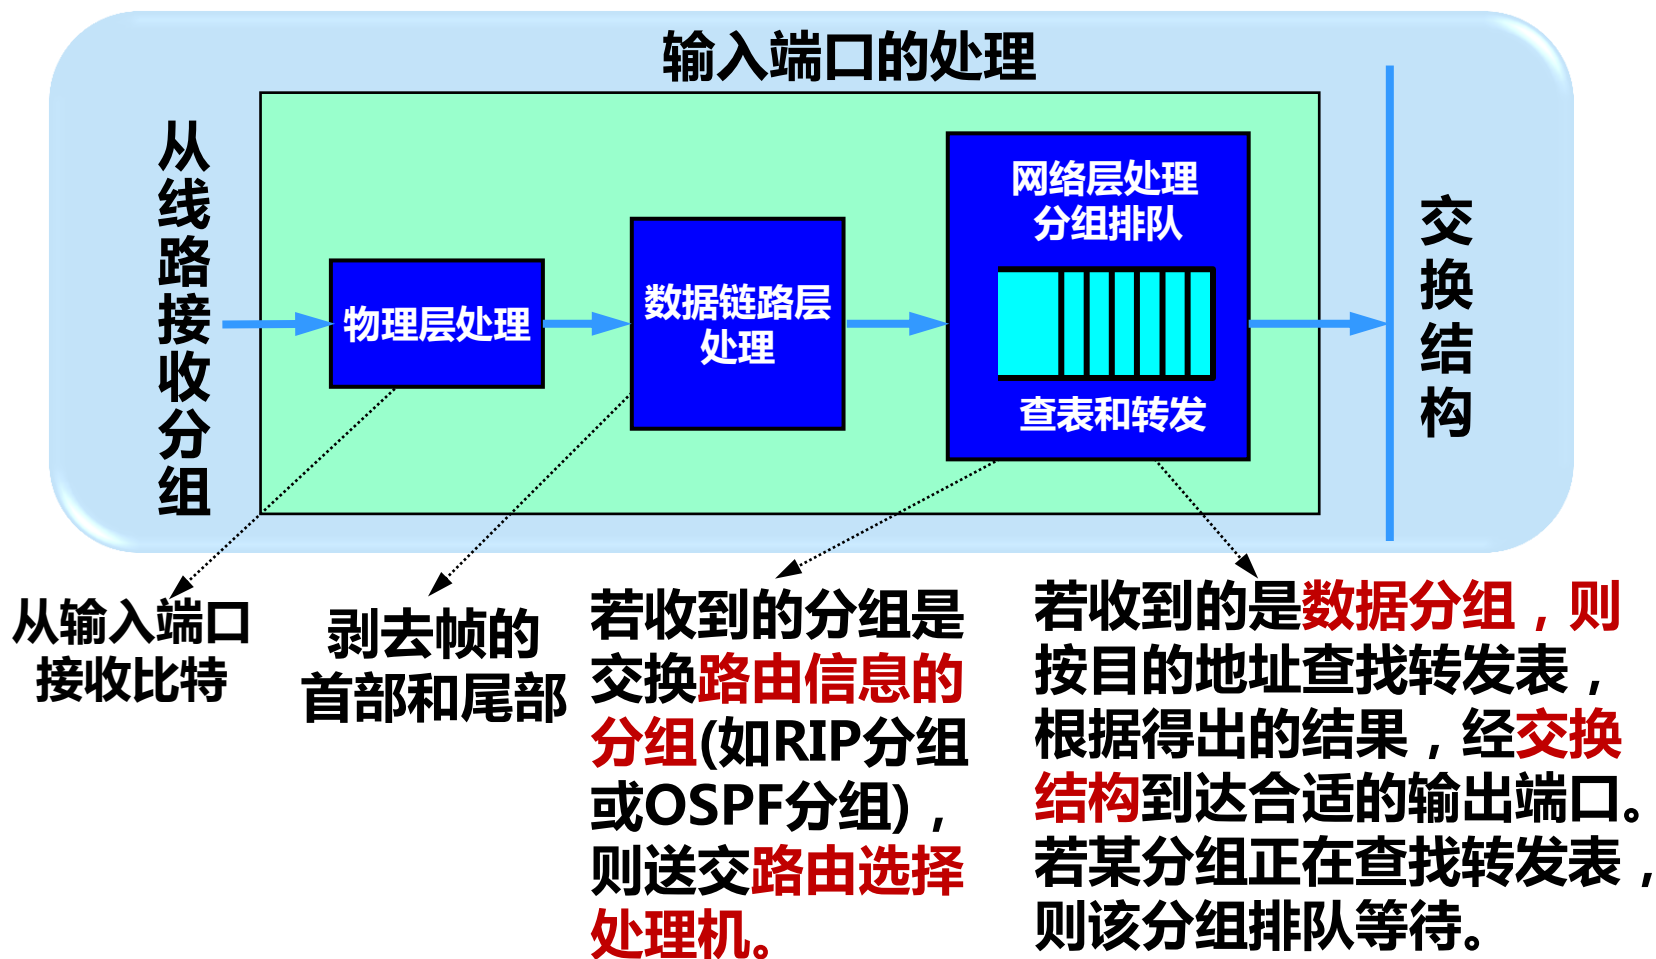 输入端口的处理
从线路接收分组
物理层处理
数据链路层
处理
网络层处理
分组排队
查表和转发
交换结构
从输入端口
接收比特
剥去帧的
首部和尾部
若收到的分组是
交换路由信息的
分组(如RIP分组
或OSPF分组)，
则送交路由选择
处理机。
若收到的是数据分组，则
按目的地址查找转发表，
根据得出的结果，经交换
结构到达合适的输出端口。
若某分组正在查找转发表，
则该分组排队等待。